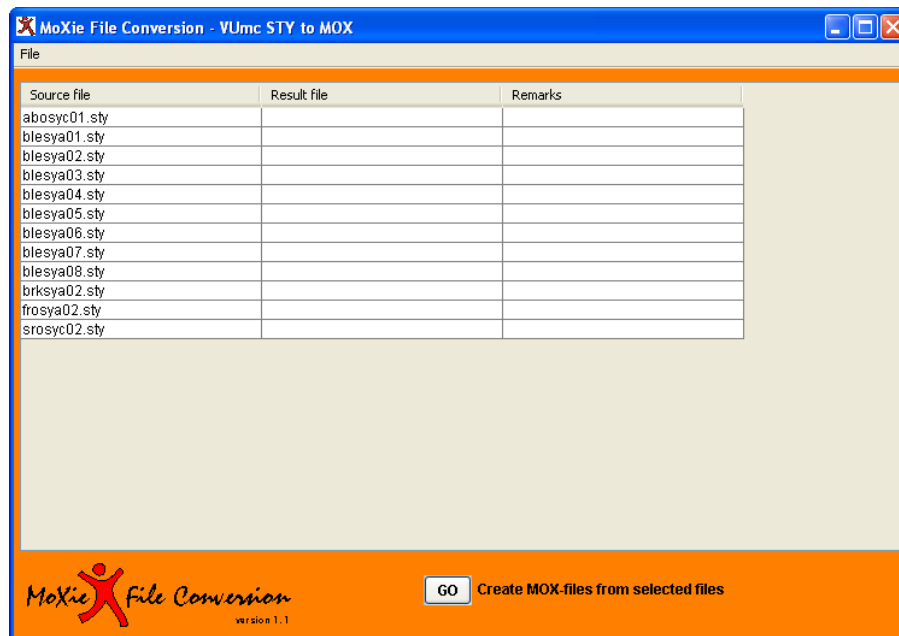 MoXie File Conversion - VUmc STY to MOX
File
Source file Result file Remarks
abosyc01.sty
blesya01.sty
blesya02.sty
blesya03.sty
blesya04.sty
blesya05.sty
blesya06.sty
blesya07.sty
blesya08.sty
brksya02.sty
frosya02.sty
srosyc02.sty
MoXie File Conversion
version 1.1
GO Create MOX-files from selected files